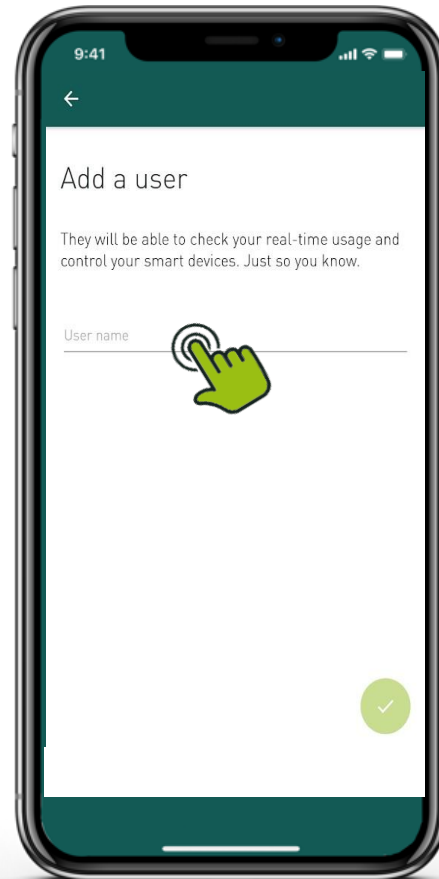 9:41
Add a user
They will be able to check your real-time usage and
control your smart devices. Just so you know.
User name